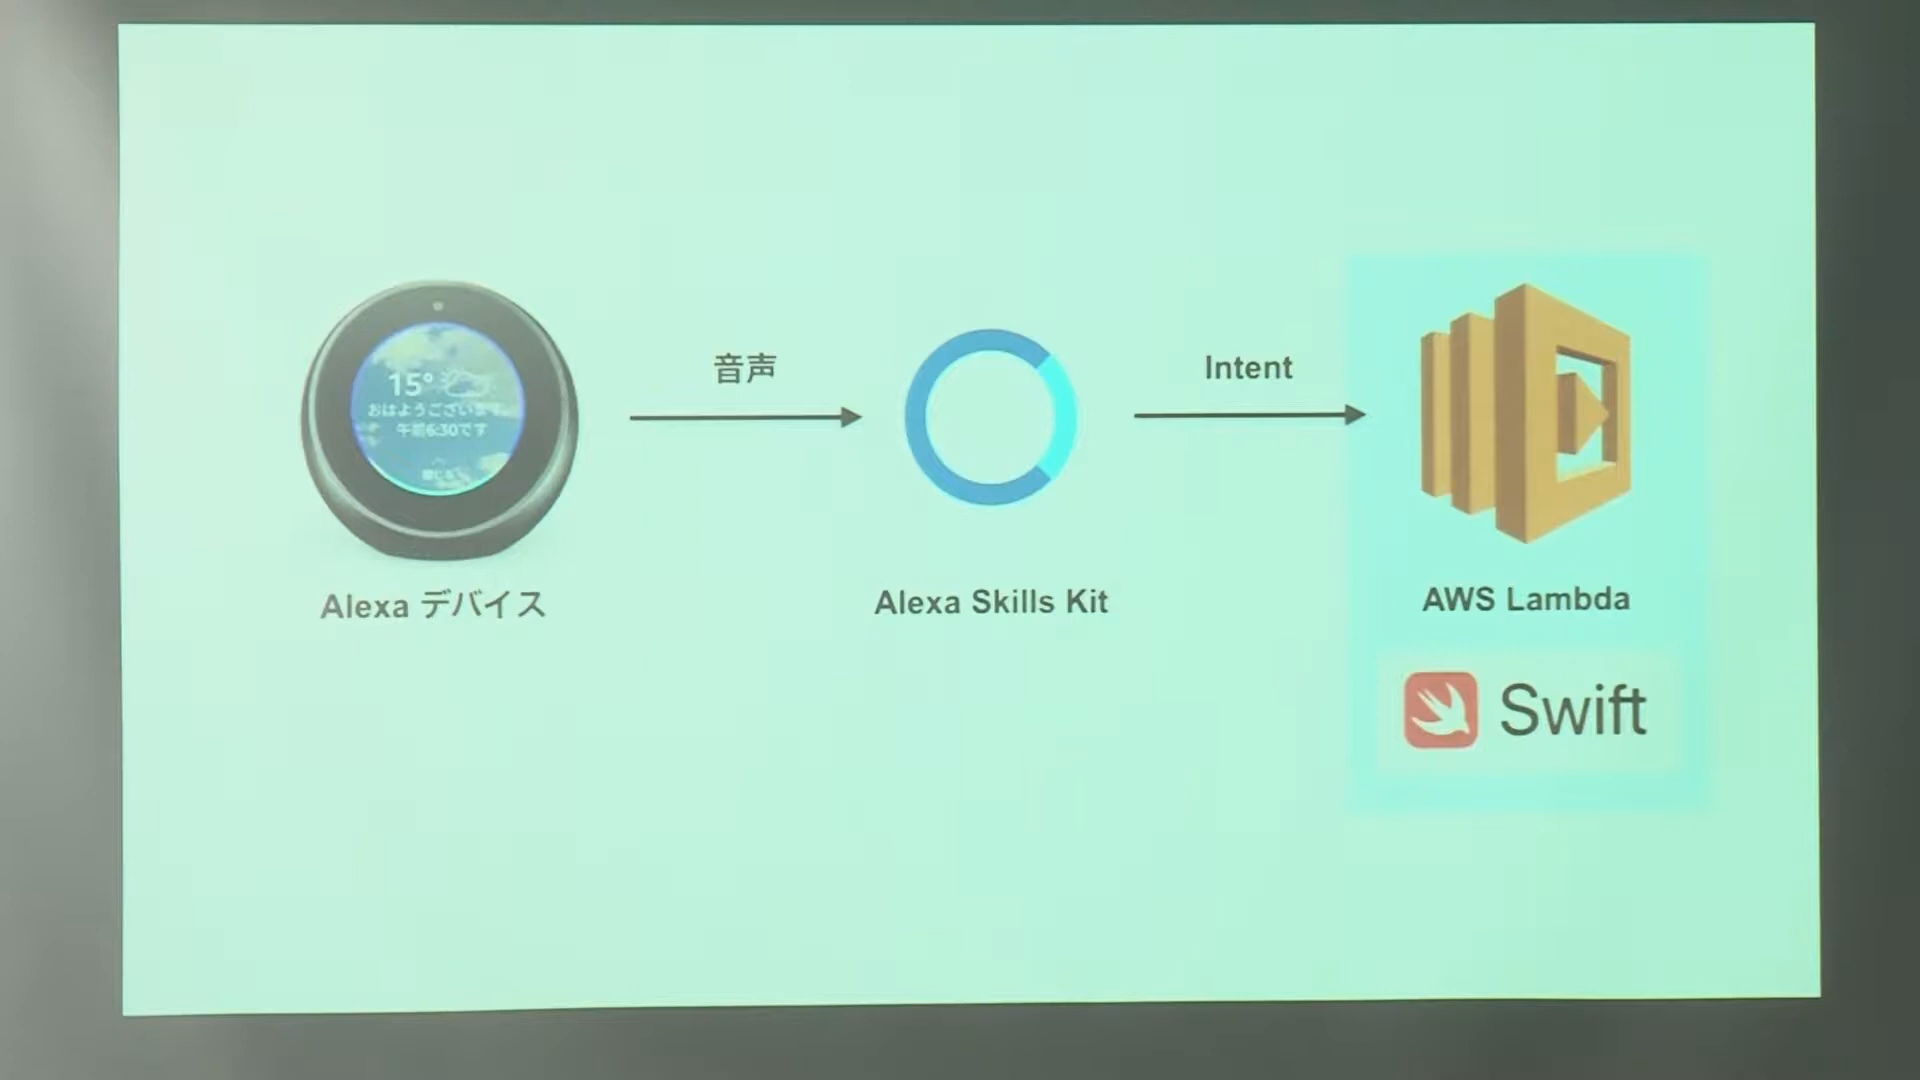 15°
おはようございます
午前6:30です
音声
Intent
Alexa デバイス
Alexa Skills Kit
AWS Lambda
Swift